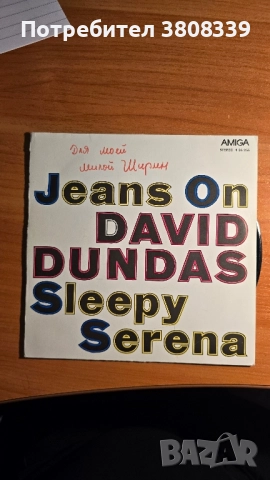 Потребител 3808339
AMIGA
Для моей
милой Ширин
Jeans On
DAVID
DUNDAS
Sleepy
Serena
BAZAR